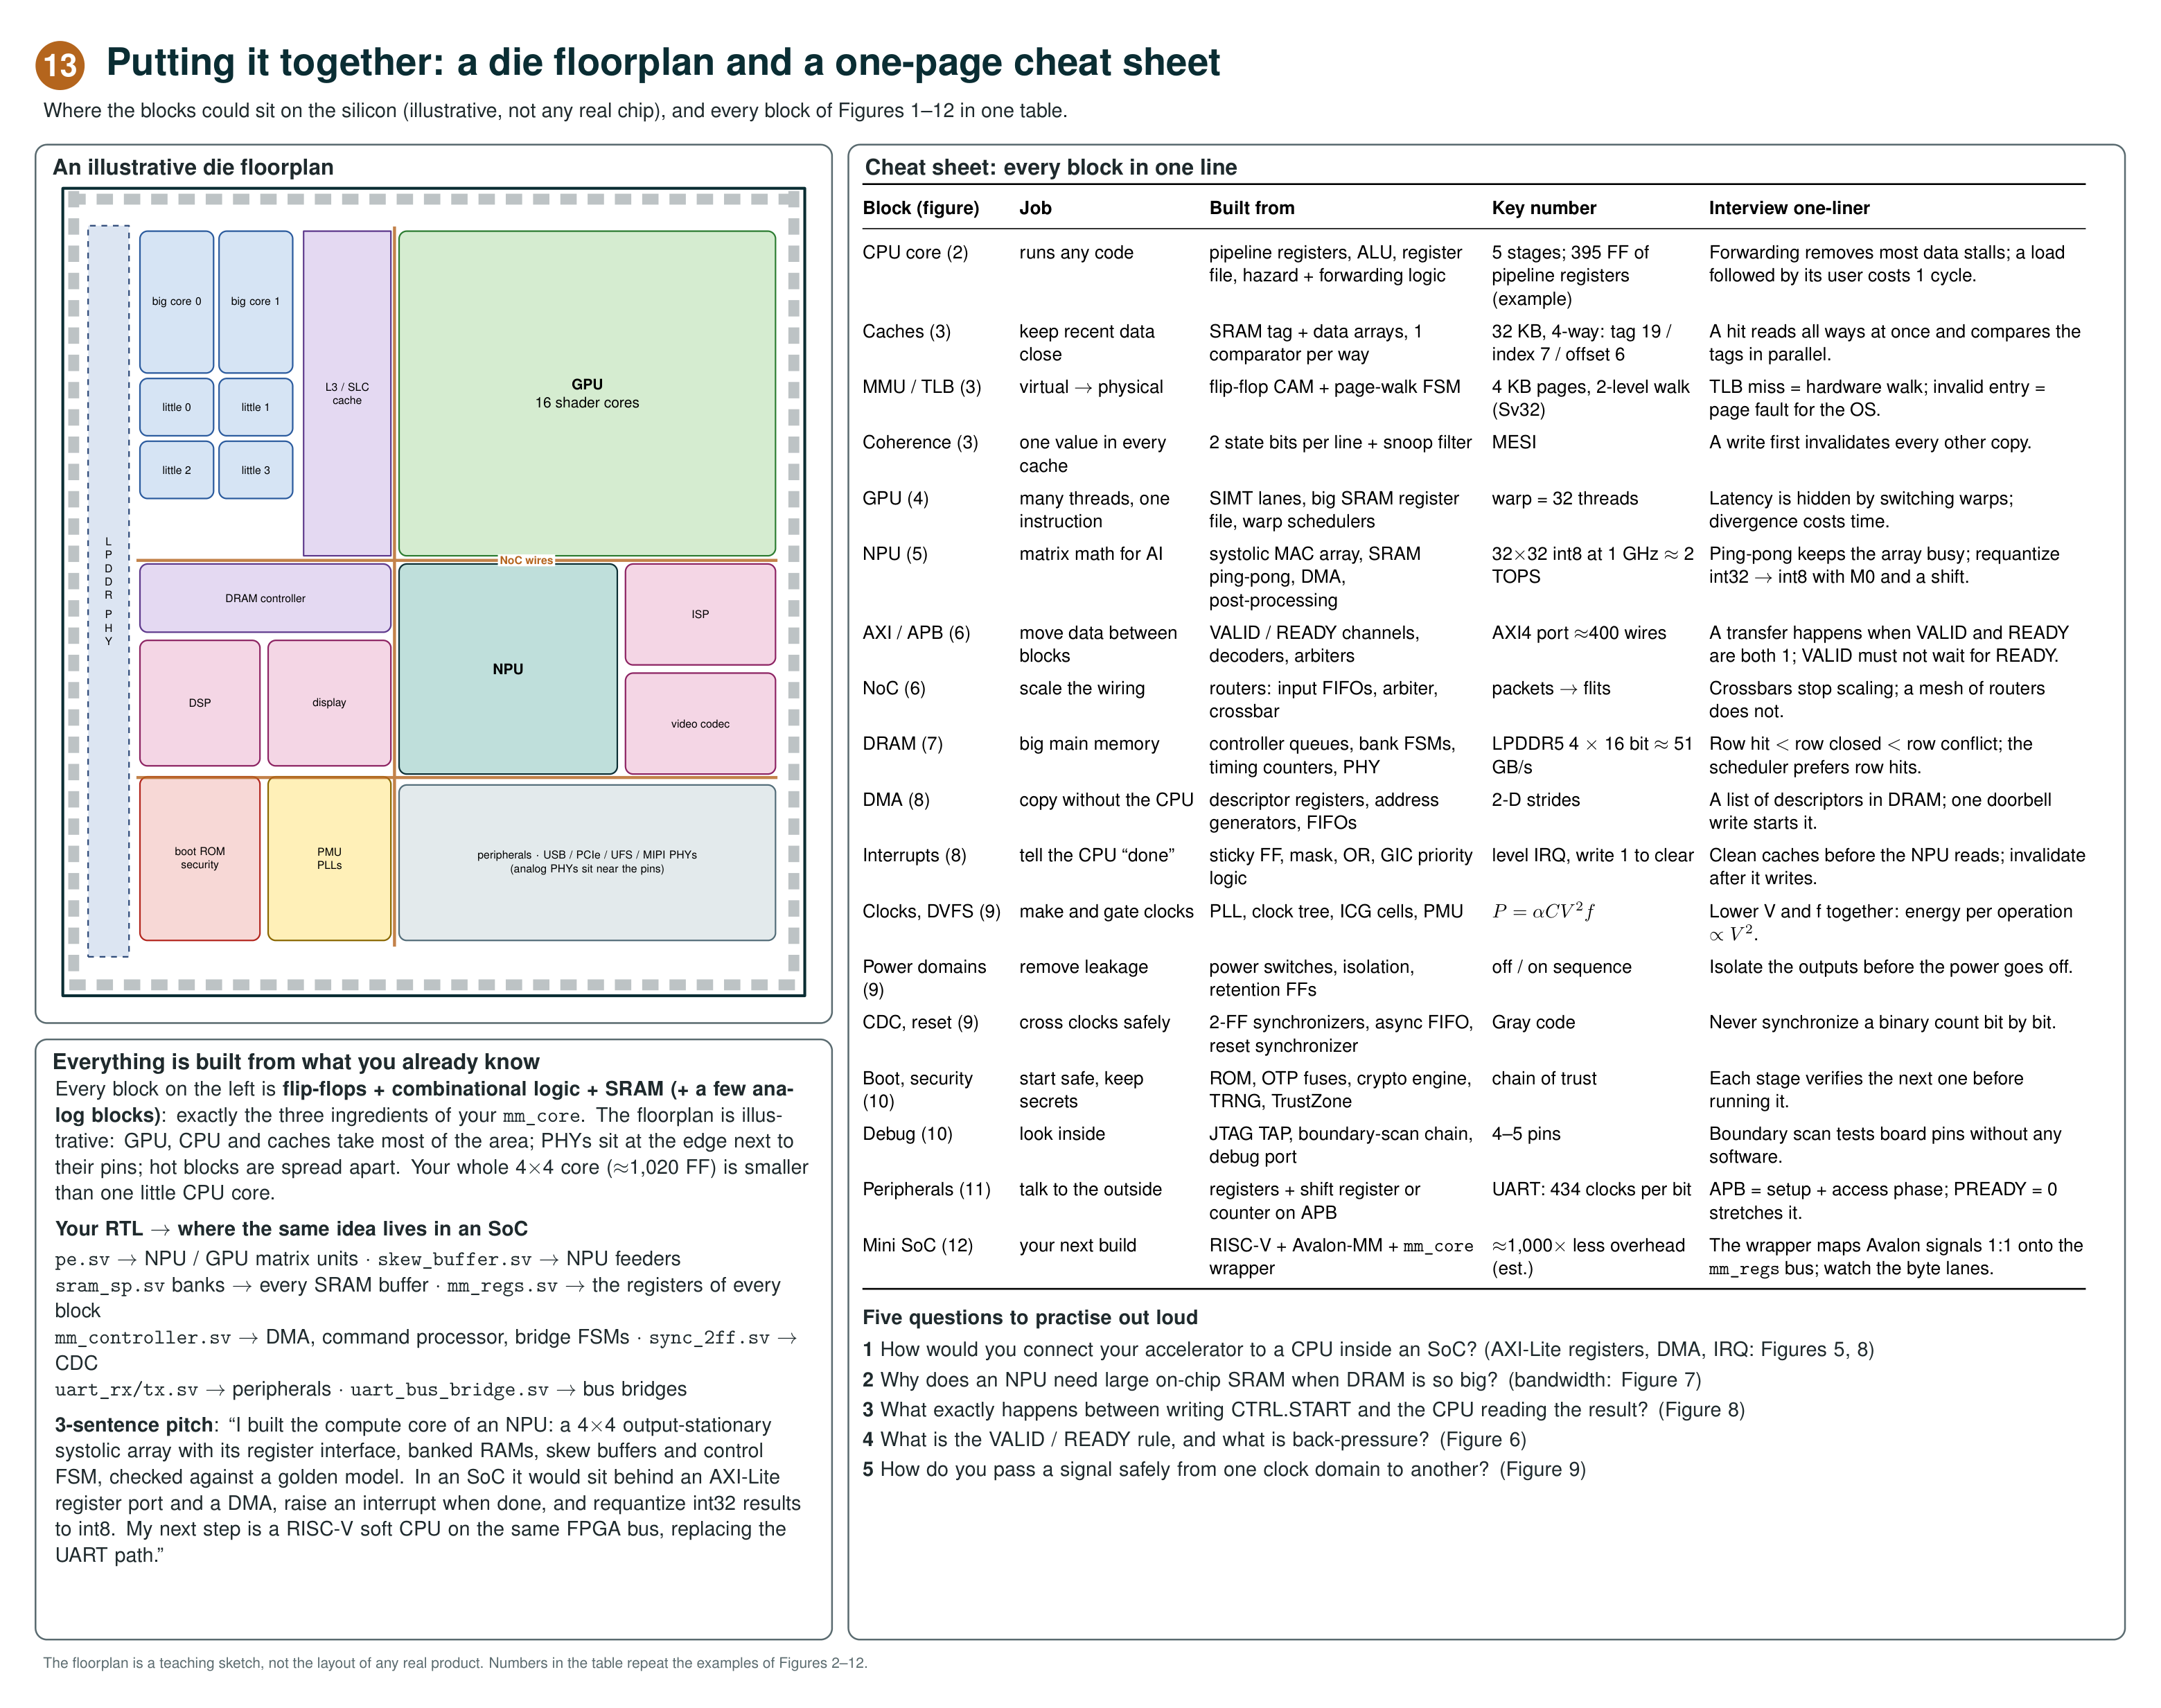 13 Putting it together: a die floorplan and a one-page cheat sheet
Where the blocks could sit on the silicon (illustrative, not any real chip), and every block of Figures 1–12 in one table.
An illustrative die floorplan
LPDDR PHY
big core 0
big core 1
little 0
little 1
little 2
little 3
L3 / SLC
cache
GPU
16 shader cores
NoC wires
DRAM controller
DSP
display
NPU
ISP
video codec
boot ROM
security
PMU
PLLs
peripherals · USB / PCIe / UFS / MIPI PHYs
(analog PHYs sit near the pins)
Everything is built from what you already know
Every block on the left is flip-flops + combinational logic + SRAM (+ a few ana-
log blocks): exactly the three ingredients of your mm_core. The floorplan is illus-
trative: GPU, CPU and caches take most of the area; PHYs sit at the edge next to
their pins; hot blocks are spread apart. Your whole 4×4 core (≈1,020 FF) is smaller
than one little CPU core.
Your RTL → where the same idea lives in an SoC
pe.sv → NPU / GPU matrix units · skew_buffer.sv → NPU feeders
sram_sp.sv banks → every SRAM buffer · mm_regs.sv → the registers of every
block
mm_controller.sv → DMA, command processor, bridge FSMs · sync_2ff.sv →
CDC
uart_rx/tx.sv → peripherals · uart_bus_bridge.sv → bus bridges
3-sentence pitch: “I built the compute core of an NPU: a 4×4 output-stationary
systolic array with its register interface, banked RAMs, skew buffers and control
FSM, checked against a golden model. In an SoC it would sit behind an AXI-Lite
register port and a DMA, raise an interrupt when done, and requantize int32 results
to int8. My next step is a RISC-V soft CPU on the same FPGA bus, replacing the
UART path.”
Cheat sheet: every block in one line
Block (figure) Job Built from Key number Interview one-liner
CPU core (2) runs any code pipeline registers, ALU, register 5 stages; 395 FF of Forwarding removes most data stalls; a load
file, hazard + forwarding logic pipeline registers followed by its user costs 1 cycle.
(example)
Caches (3) keep recent data SRAM tag + data arrays, 1 32 KB, 4-way: tag 19 / A hit reads all ways at once and compares the
close comparator per way index 7 / offset 6 tags in parallel.
MMU / TLB (3) virtual → physical flip-flop CAM + page-walk FSM 4 KB pages, 2-level walk TLB miss = hardware walk; invalid entry =
(Sv32) page fault for the OS.
Coherence (3) one value in every 2 state bits per line + snoop filter MESI A write first invalidates every other copy.
cache
GPU (4) many threads, one SIMT lanes, big SRAM register warp = 32 threads Latency is hidden by switching warps;
instruction file, warp schedulers divergence costs time.
NPU (5) matrix math for AI systolic MAC array, SRAM 32×32 int8 at 1 GHz ≈ 2 Ping-pong keeps the array busy; requantize
ping-pong, DMA, TOPS int32 → int8 with M0 and a shift.
post-processing
AXI / APB (6) move data between VALID / READY channels, AXI4 port ≈400 wires A transfer happens when VALID and READY
blocks decoders, arbiters are both 1; VALID must not wait for READY.
NoC (6) scale the wiring routers: input FIFOs, arbiter, packets → flits Crossbars stop scaling; a mesh of routers
crossbar does not.
DRAM (7) big main memory controller queues, bank FSMs, LPDDR5 4 × 16 bit ≈ 51 Row hit < row closed < row conflict; the
timing counters, PHY GB/s scheduler prefers row hits.
DMA (8) copy without the CPU descriptor registers, address 2-D strides A list of descriptors in DRAM; one doorbell
generators, FIFOs write starts it.
Interrupts (8) tell the CPU “done” sticky FF, mask, OR, GIC priority level IRQ, write 1 to clear Clean caches before the NPU reads; invalidate
logic after it writes.
Clocks, DVFS (9) make and gate clocks PLL, clock tree, ICG cells, PMU P = αCV²f Lower V and f together: energy per operation
∝ V².
Power domains remove leakage power switches, isolation, off / on sequence Isolate the outputs before the power goes off.
(9) retention FFs
CDC, reset (9) cross clocks safely 2-FF synchronizers, async FIFO, Gray code Never synchronize a binary count bit by bit.
reset synchronizer
Boot, security start safe, keep ROM, OTP fuses, crypto engine, chain of trust Each stage verifies the next one before
(10) secrets TRNG, TrustZone running it.
Debug (10) look inside JTAG TAP, boundary-scan chain, 4–5 pins Boundary scan tests board pins without any
debug port software.
Peripherals (11) talk to the outside registers + shift register or UART: 434 clocks per bit APB = setup + access phase; PREADY = 0
counter on APB stretches it.
Mini SoC (12) your next build RISC-V + Avalon-MM + mm_core ≈1,000× less overhead The wrapper maps Avalon signals 1:1 onto the
wrapper (est.) mm_regs bus; watch the byte lanes.
Five questions to practise out loud
1 How would you connect your accelerator to a CPU inside an SoC? (AXI-Lite registers, DMA, IRQ: Figures 5, 8)
2 Why does an NPU need large on-chip SRAM when DRAM is so big? (bandwidth: Figure 7)
3 What exactly happens between writing CTRL.START and the CPU reading the result? (Figure 8)
4 What is the VALID / READY rule, and what is back-pressure? (Figure 6)
5 How do you pass a signal safely from one clock domain to another? (Figure 9)
The floorplan is a teaching sketch, not the layout of any real product. Numbers in the table repeat the examples of Figures 2–12.